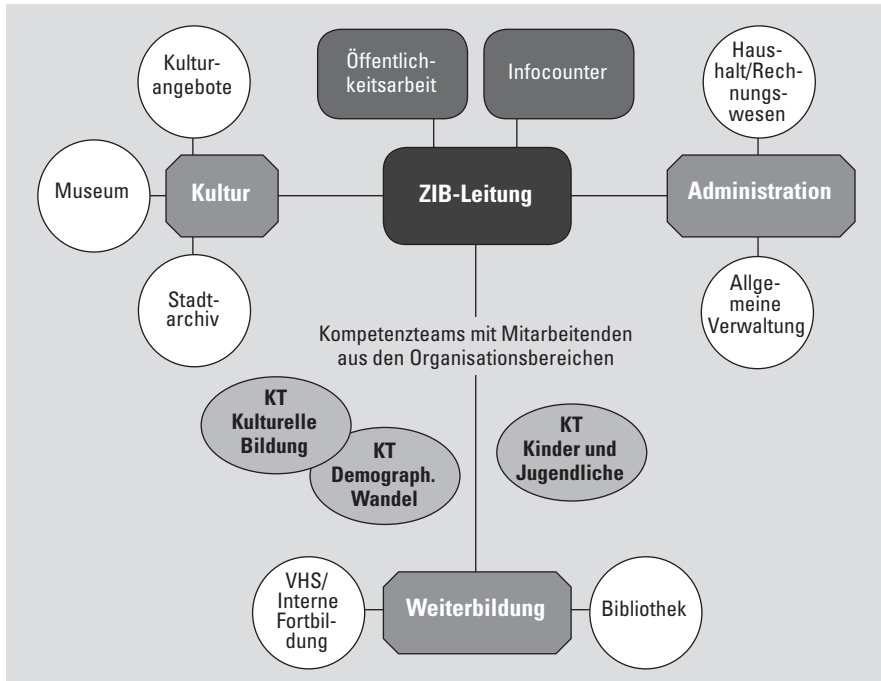 Kultur-
angebote
Öffentlich-
keitsarbeit
Infocounter
Haus-
halt/Rech-
nungs-
wesen
Museum
Kultur
ZIB-Leitung
Administration
Stadt-
archiv
Allge-
meine
Verwaltung
Kompetenzteams mit Mitarbeitenden
aus den Organisationsbereichen
KT
Kulturelle
Bildung
KT
Demograph.
Wandel
KT
Kinder und
Jugendliche
VHS/
Interne
Fortbil-
dung
Weiterbildung
Bibliothek